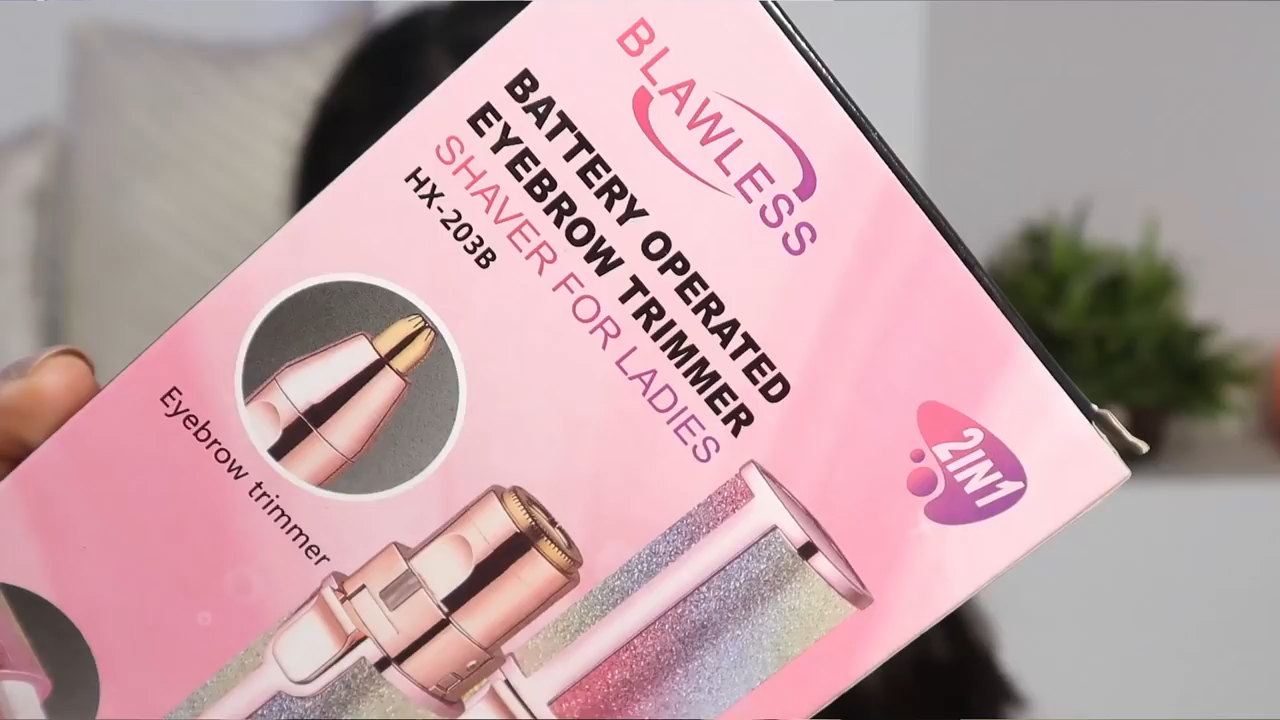 BLAWLESS
BATTERY OPERATED
EYEBROW TRIMMER
SHAVER FOR LADIES
HX-203B
2IN1
Eyebrow trimmer